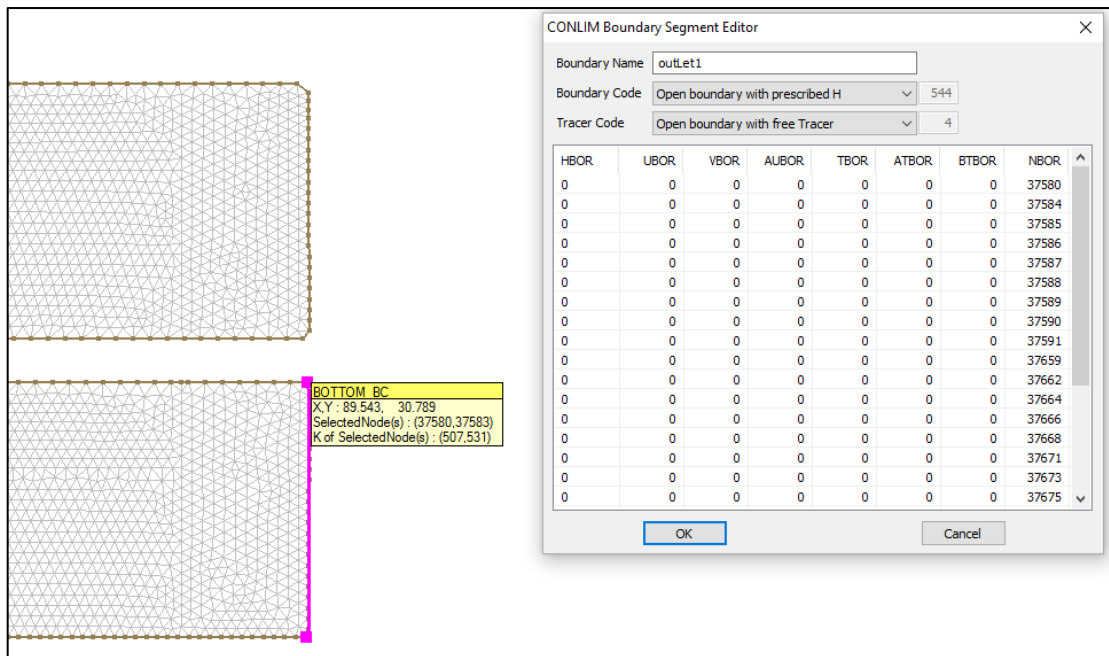 CONLIM Boundary Segment Editor
Boundary Name outLet1
Boundary Code Open boundary with prescribed H 544
Tracer Code Open boundary with free Tracer 4
HBOR UBOR VBOR AUBOR TBOR ATBOR BTBOR NBOR
0 0 0 0 0 0 0 37580
0 0 0 0 0 0 0 37584
0 0 0 0 0 0 0 37585
0 0 0 0 0 0 0 37586
0 0 0 0 0 0 0 37587
0 0 0 0 0 0 0 37588
0 0 0 0 0 0 0 37589
0 0 0 0 0 0 0 37590
0 0 0 0 0 0 0 37591
0 0 0 0 0 0 0 37659
0 0 0 0 0 0 0 37662
0 0 0 0 0 0 0 37664
0 0 0 0 0 0 0 37666
0 0 0 0 0 0 0 37668
0 0 0 0 0 0 0 37671
0 0 0 0 0 0 0 37673
0 0 0 0 0 0 0 37675
OK Cancel
BOTTOM BC
X,Y : 89.543, 30.789
SelectedNode(s) : (37580,37583)
K of SelectedNode(s) : (507,531)